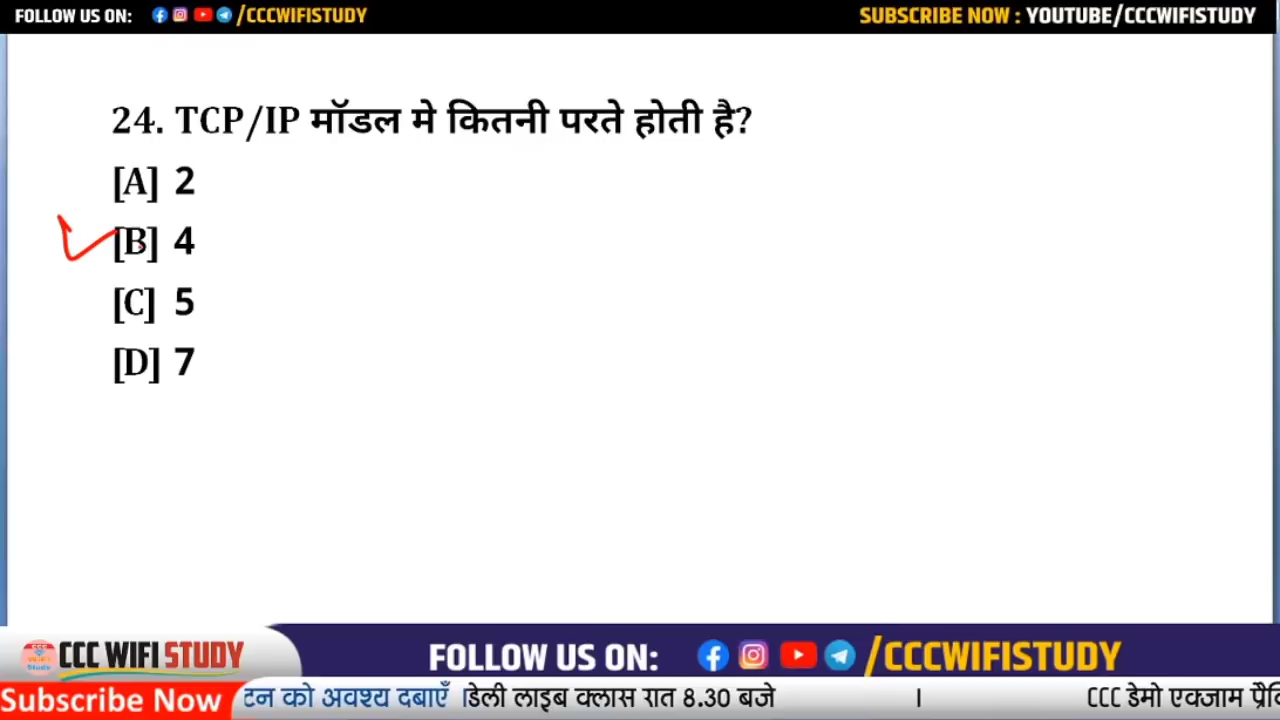 FOLLOW US ON: /CCCWIFISTUDY SUBSCRIBE NOW : YOUTUBE/CCCWIFISTUDY
24. TCP/IP मॉडल मे कितनी परते होती है?
[A] 2
[B] 4
[C] 5
[D] 7
CCC WIFI STUDY FOLLOW US ON: /CCCWIFISTUDY
Subscribe Now टन को अवश्य दबाएँ ।डेली लाइब क्लास रात 8.30 बजे । CCC डेमो एक्जाम